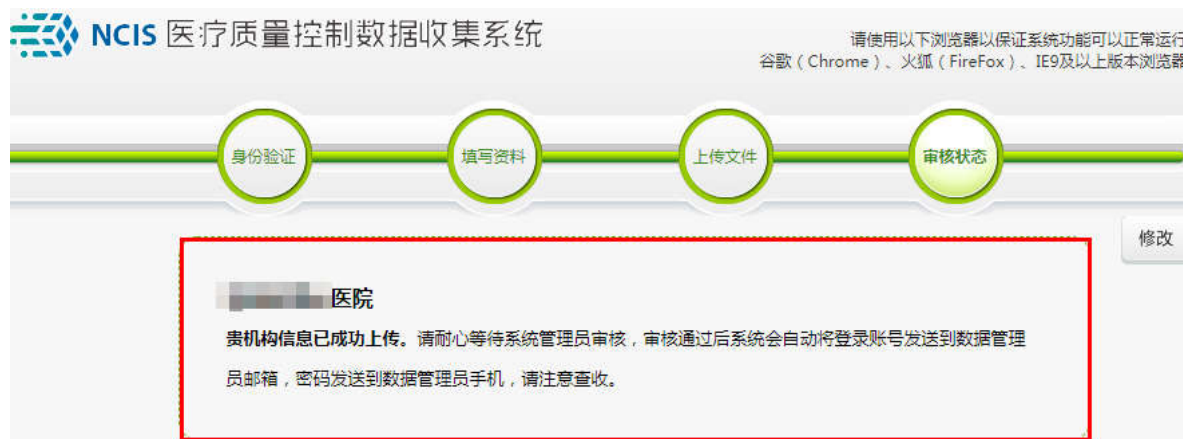 NCIS 医疗质量控制数据收集系统
请使用以下浏览器以保证系统功能可以正常运行
谷歌（Chrome）、火狐（FireFox）、IE9及以上版本浏览器
身份验证
填写资料
上传文件
审核状态
修改
医院
贵机构信息已成功上传。请耐心等待系统管理员审核，审核通过后系统会自动将登录账号发送到数据管理
员邮箱，密码发送到数据管理员手机，请注意查收。